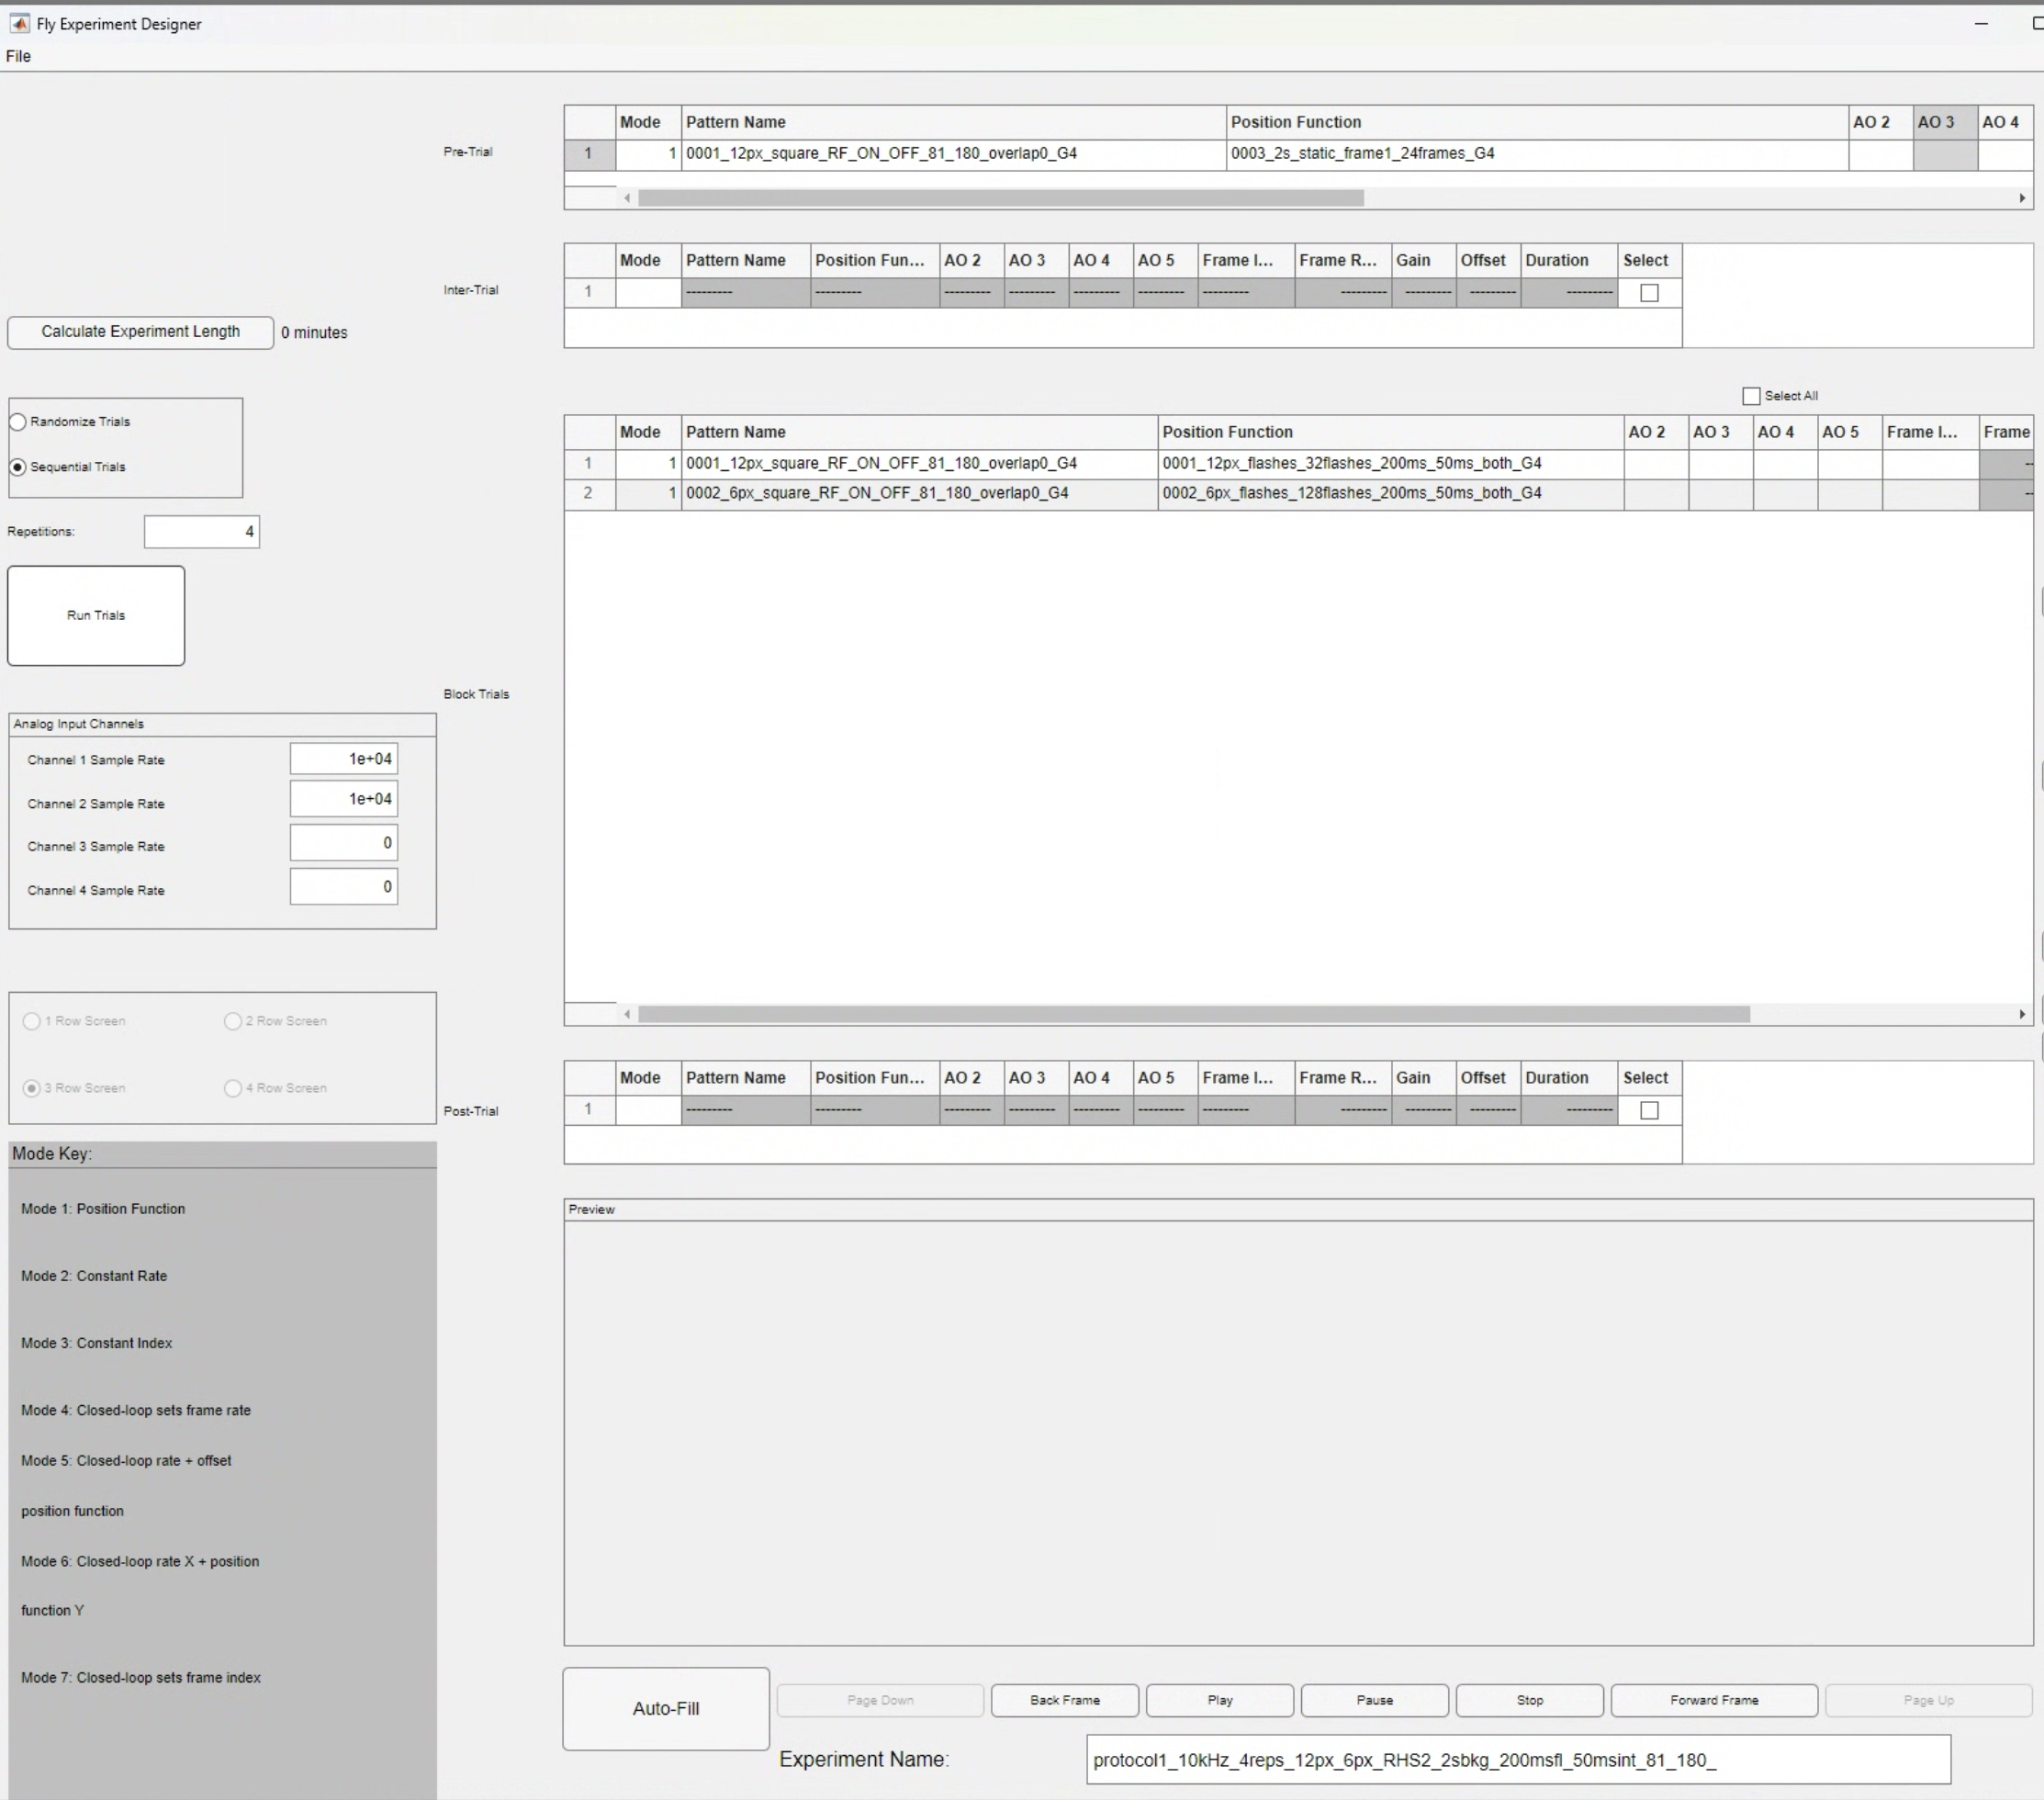 Fly Experiment Designer
File
Mode Pattern Name Position Function AO 2 AO 3 AO 4
Pre-Trial
1 1 0001_12px_square_RF_ON_OFF_81_180_overlap0_G4 0003_2s_static_frame1_24frames_G4
Mode Pattern Name Position Fun... AO 2 AO 3 AO 4 AO 5 Frame I... Frame R... Gain Offset Duration Select
Inter-Trial
1 --------- --------- --------- --------- --------- --------- --------- --------- --------- --------- ---------
Calculate Experiment Length 0 minutes
Select All
Randomize Trials
Sequential Trials
Mode Pattern Name Position Function AO 2 AO 3 AO 4 AO 5 Frame I... Frame
1 1 0001_12px_square_RF_ON_OFF_81_180_overlap0_G4 0001_12px_flashes_32flashes_200ms_50ms_both_G4 --
2 1 0002_6px_square_RF_ON_OFF_81_180_overlap0_G4 0002_6px_flashes_128flashes_200ms_50ms_both_G4 --
Repetitions: 4
Run Trials
Block Trials
Analog Input Channels
Channel 1 Sample Rate 1e+04
Channel 2 Sample Rate 1e+04
Channel 3 Sample Rate 0
Channel 4 Sample Rate 0
1 Row Screen 2 Row Screen
3 Row Screen 4 Row Screen
Mode Pattern Name Position Fun... AO 2 AO 3 AO 4 AO 5 Frame I... Frame R... Gain Offset Duration Select
Post-Trial
1 --------- --------- --------- --------- --------- --------- --------- --------- --------- --------- ---------
Mode Key:
Mode 1: Position Function
Mode 2: Constant Rate
Mode 3: Constant Index
Mode 4: Closed-loop sets frame rate
Mode 5: Closed-loop rate + offset
position function
Mode 6: Closed-loop rate X + position
function Y
Mode 7: Closed-loop sets frame index
Preview
Auto-Fill Page Down Back Frame Play Pause Stop Forward Frame Page Up
Experiment Name: protocol1_10kHz_4reps_12px_6px_RHS2_2sbkg_200msfl_50msint_81_180_